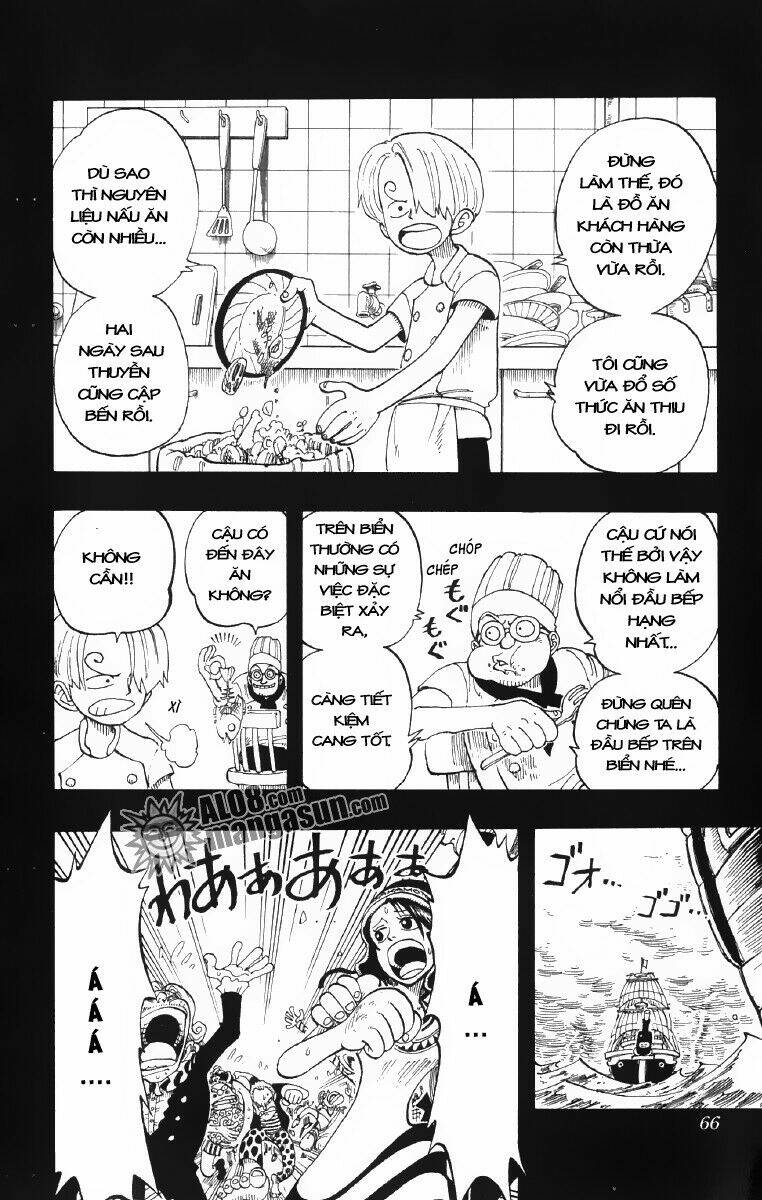 ĐỪNG
LÀM THẾ, ĐÓ
LÀ ĐỒ ĂN
KHÁCH HÀNG
CÒN THỪA
VỪA RỒI.
TÔI CŨNG
VỪA ĐỔ SỐ
THỨC ĂN THIU
ĐI RỒI.
DÙ SAO
THÌ NGUYÊN
LIỆU NẤU ĂN
CÒN NHIỀU...
HAI
NGÀY SAU
THUYỀN
CŨNG CẬP
BẾN RỒI.
CẬU CỨ NÓI
THẾ BỞI VẬY
KHÔNG LÀM
NỔI ĐẦU BẾP
HẠNG
NHẤT...
ĐỪNG QUÊN
CHÚNG TA LÀ
ĐẦU BẾP TRÊN
BIỂN NHÉ...
CHÓP
CHÉP
もぐ
もぐ
TRÊN BIỂN
THƯỜNG CÓ
NHỮNG SỰ
VIỆC ĐẶC
BIỆT XẢY
RA,
CÀNG TIẾT
KIỆM
CANG TỐT.
CẬU CÓ
ĐẾN ĐÂY
ĂN
KHÔNG?
KHÔNG
CẦN!!
XÌ
ALO8.com
mangasun.com
ゴオ...
ゴゴ...
わあぁぁあぁぁ
Á
...
Á
Á
Á
....
66